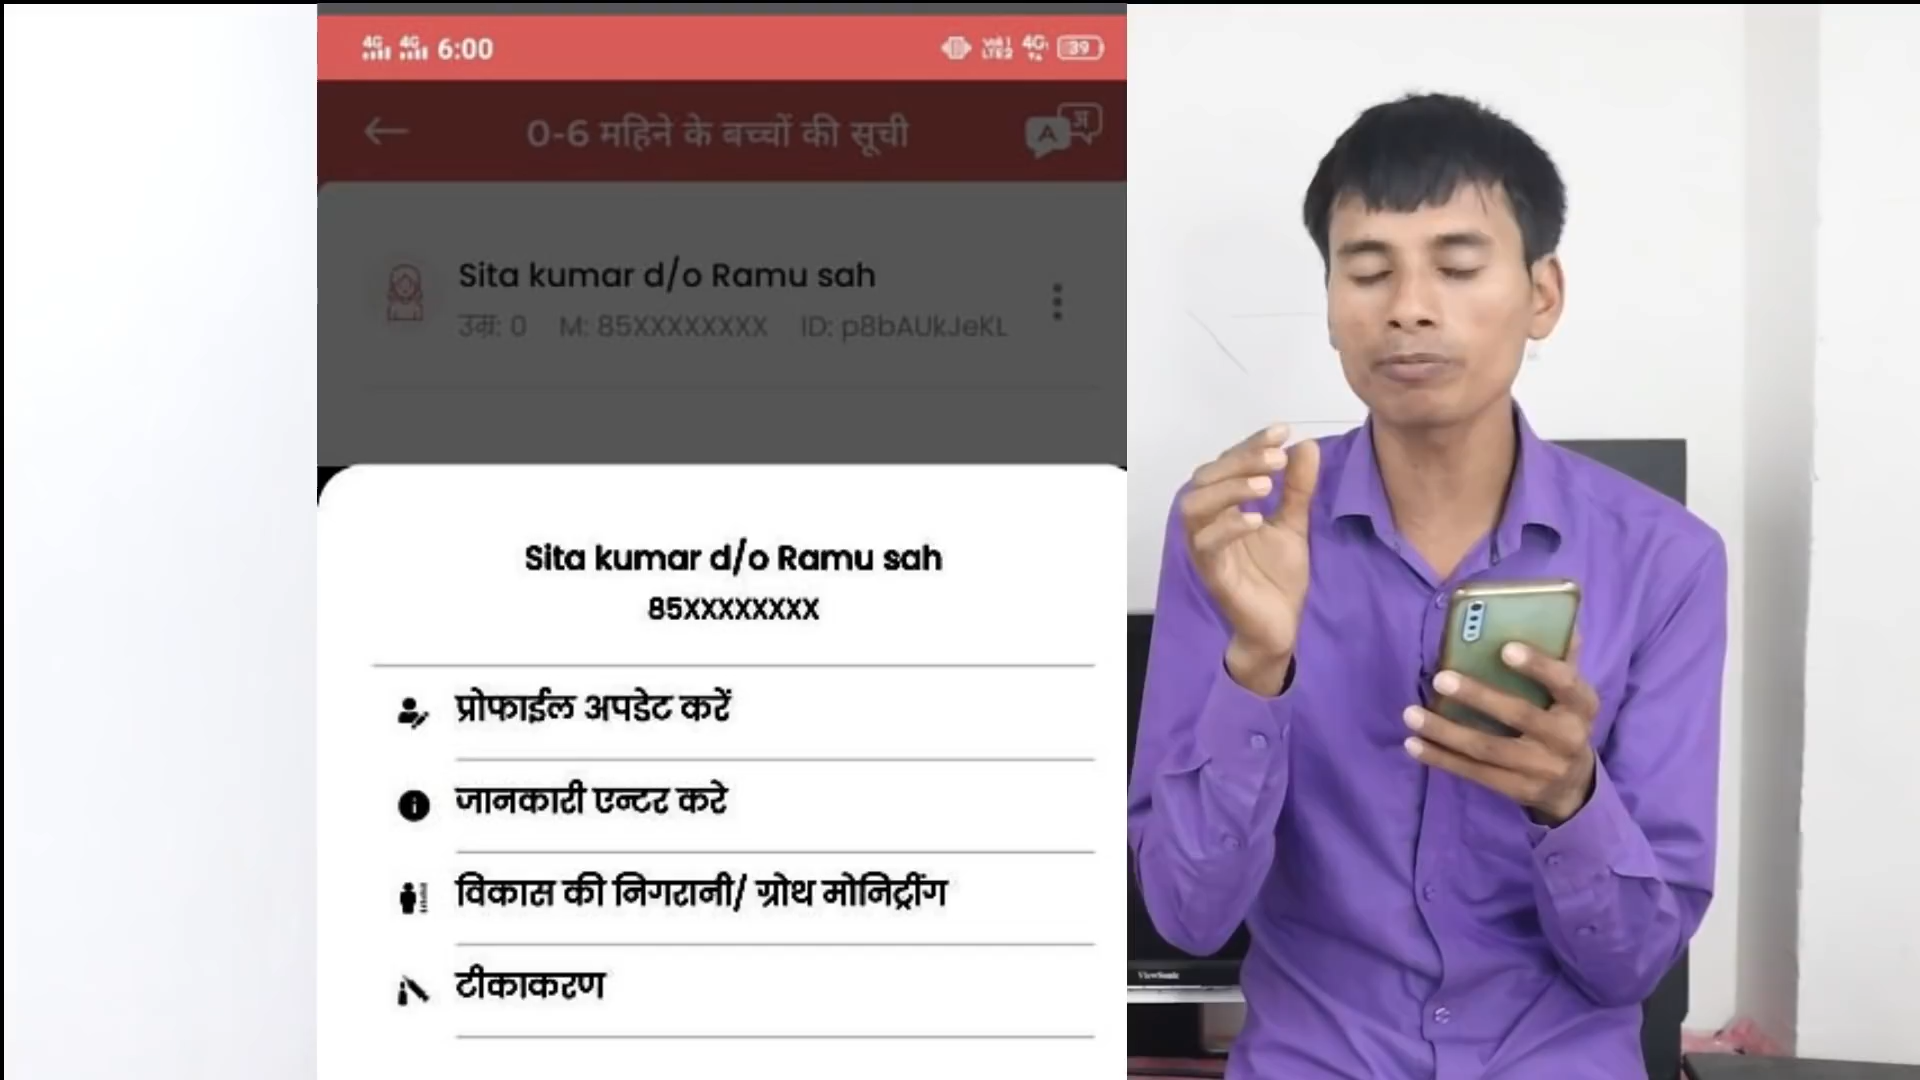 4G 4G 6:00 39
0-6 महिने के बच्चों की सूची
A अ
Sita kumar d/o Ramu sah
उम्र: 0 M: 85XXXXXXXX ID: p8bAUkJeKL
Sita kumar d/o Ramu sah
85XXXXXXXX
प्रोफाईल अपडेट करें
जानकारी एन्टर करे
विकास की निगरानी/ ग्रोथ मोनिट्रींग
टीकाकरण
ViewSonic